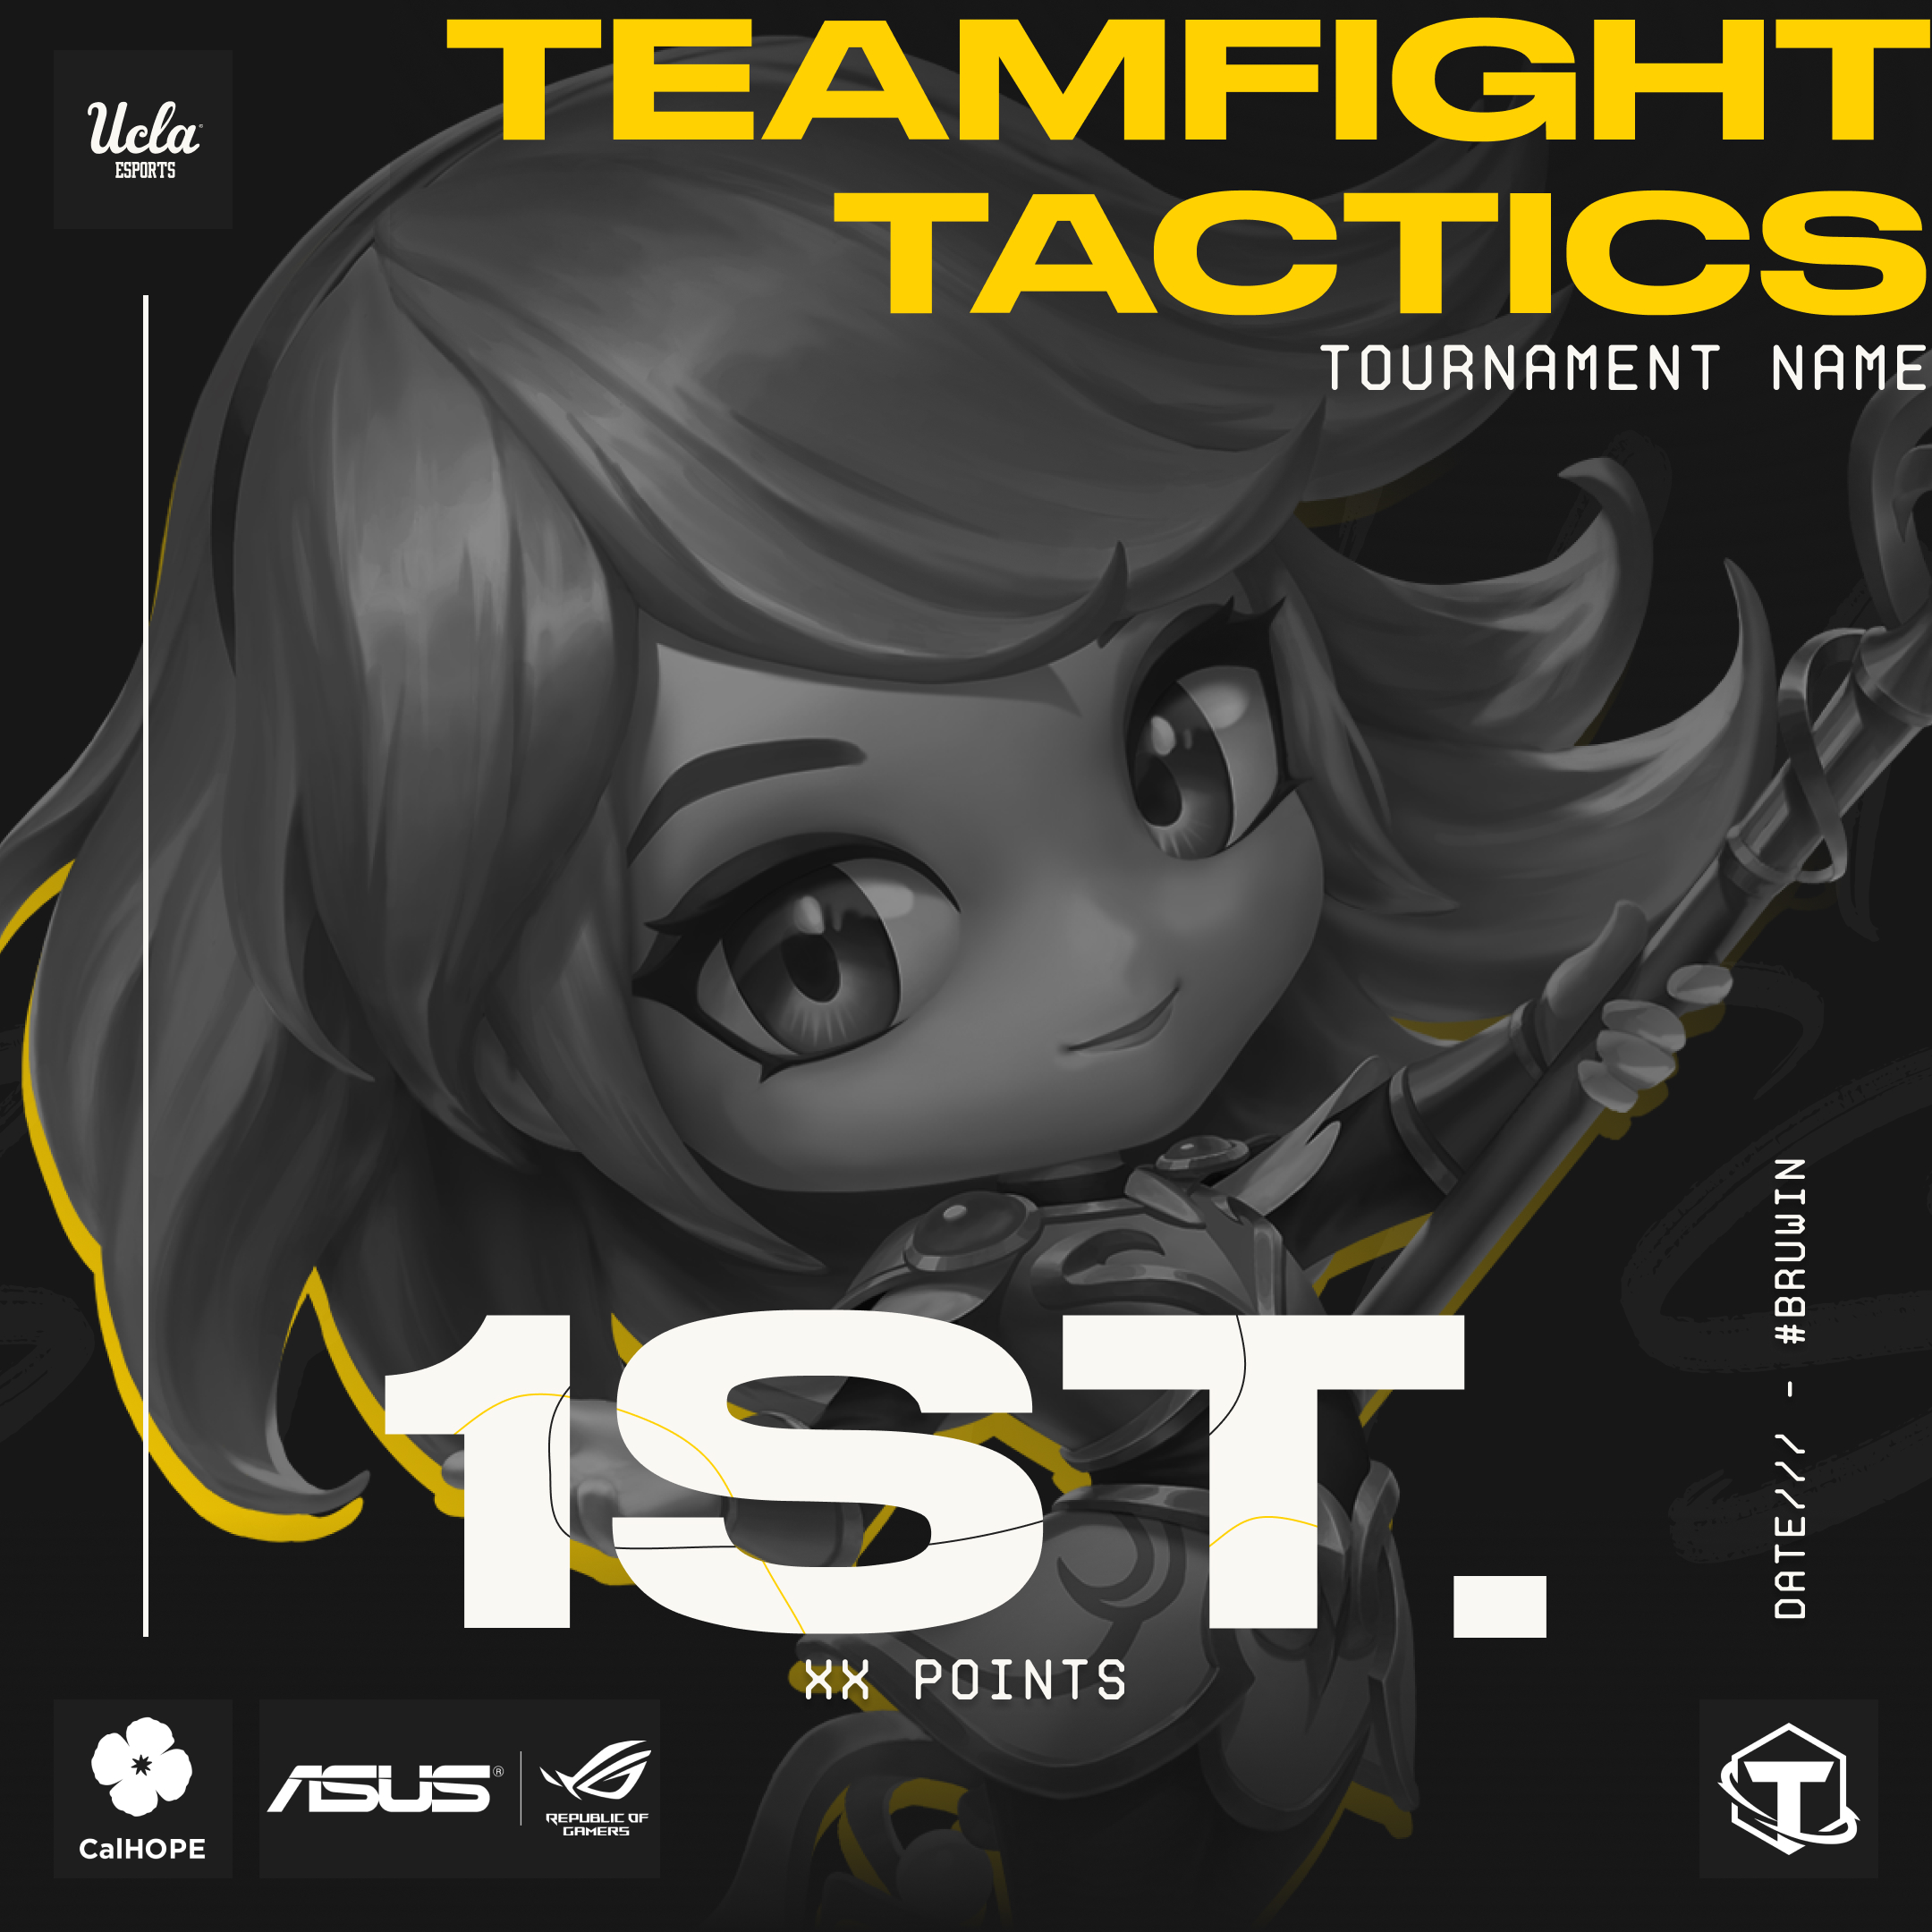 TEAMFIGHT
TACTICS
TOURNAMENT NAME
Ucla
ESPORTS
DATE/// - #BRUWIN
1ST.
XX POINTS
CalHOPE
ASUS®
REPUBLIC OF
GAMERS
T